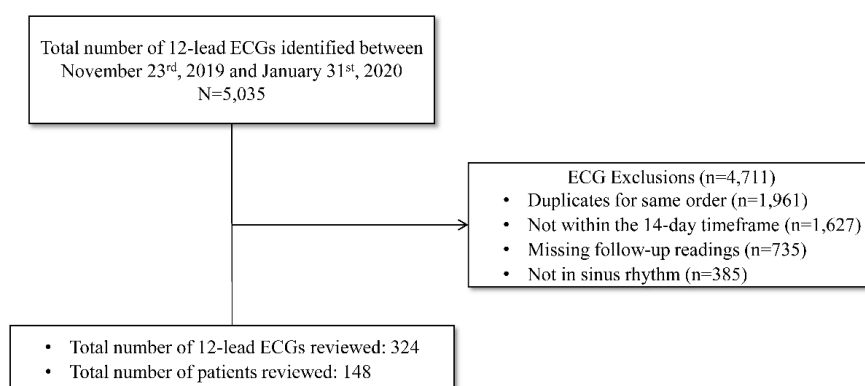 Total number of 12-lead ECGs identified between
November 23rd, 2019 and January 31st, 2020
N=5,035
ECG Exclusions (n=4,711)
• Duplicates for same order (n=1,961)
• Not within the 14-day timeframe (n=1,627)
• Missing follow-up readings (n=735)
• Not in sinus rhythm (n=385)
• Total number of 12-lead ECGs reviewed: 324
• Total number of patients reviewed: 148